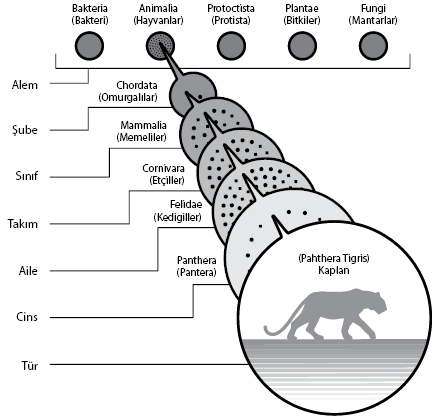 Bakteria
(Bakteri)
Animalia
(Hayvanlar)
Protoctista
(Protista)
Plantae
(Bitkiler)
Fungi
(Mantarlar)
Alem
Chordata
(Omurgalılar)
Şube
Mammalia
(Memeliler)
Sınıf
Cornivara
(Etçiller)
Takım
Felidae
(Kedigiller)
Aile
Panthera
(Pantera)
(Pahthera Tigris)
Kaplan
Cins
Tür